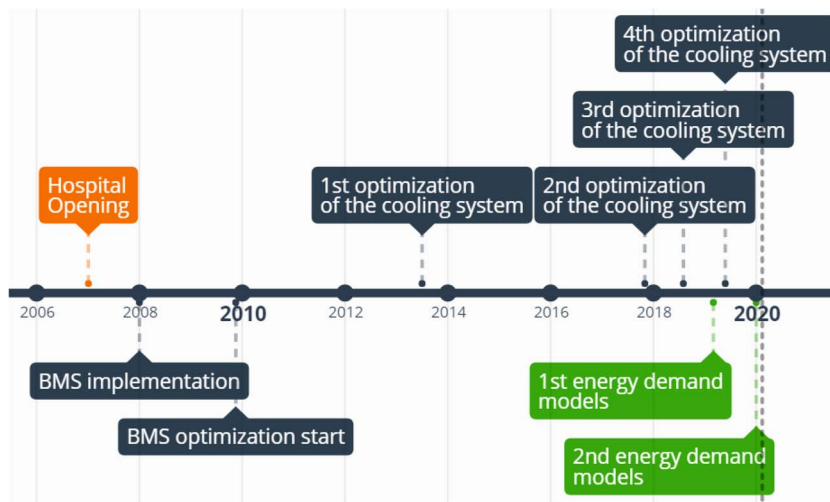 4th optimization
of the cooling system
3rd optimization
of the cooling system
Hospital
Opening
1st optimization
of the cooling system
2nd optimization
of the cooling system
2006
2008
2010
2012
2014
2016
2018
2020
BMS implementation
1st energy demand
models
BMS optimization start
2nd energy demand
models